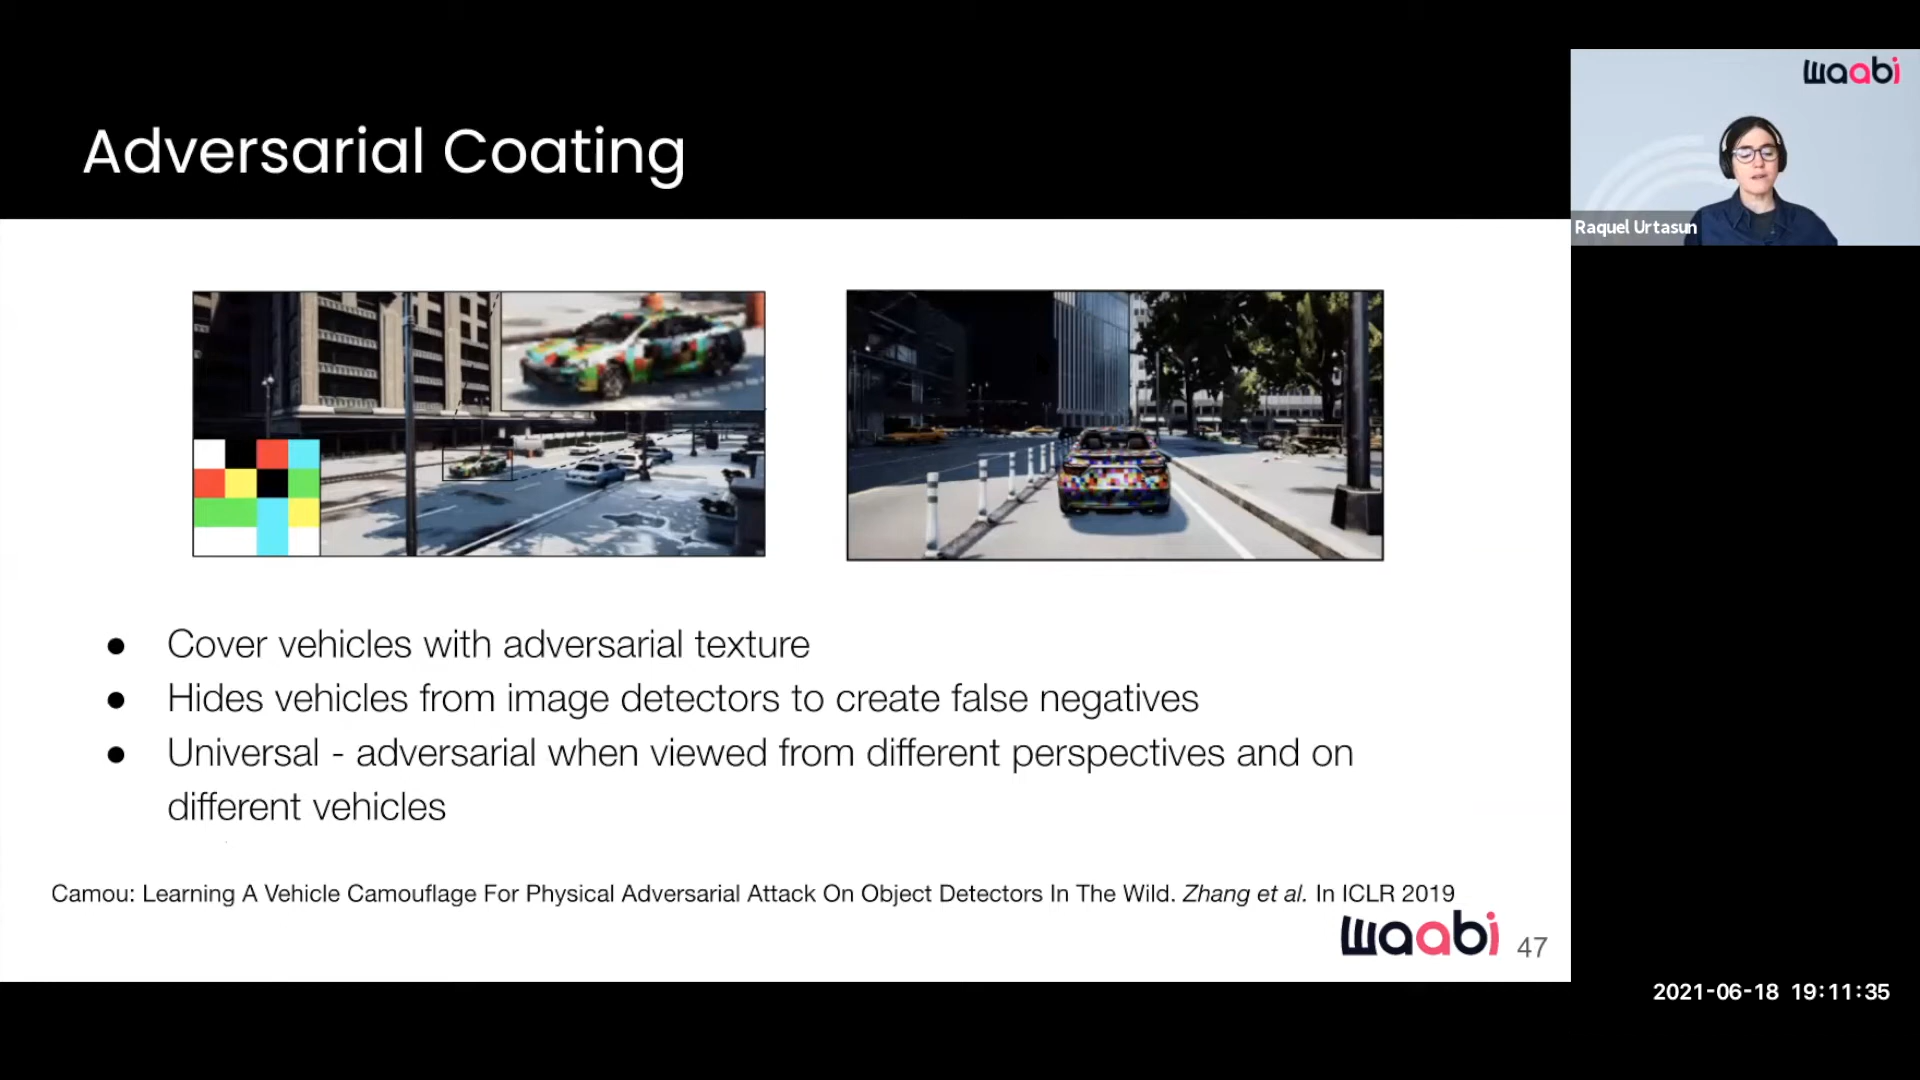 waabi
Adversarial Coating
Raquel Urtasun
● Cover vehicles with adversarial texture
● Hides vehicles from image detectors to create false negatives
● Universal - adversarial when viewed from different perspectives and on
different vehicles
Camou: Learning A Vehicle Camouflage For Physical Adversarial Attack On Object Detectors In The Wild. Zhang et al. In ICLR 2019
waabi 47
2021-06-18 19:11:35